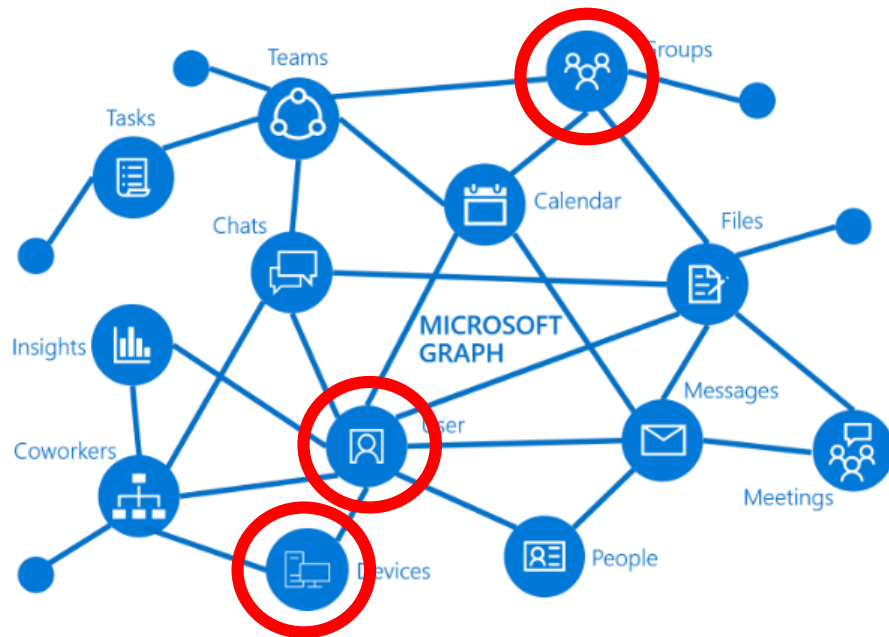 Teams
Groups
Tasks
Calendar
Chats
Files
MICROSOFT
GRAPH
Insights
Messages
User
Coworkers
Meetings
People
Devices